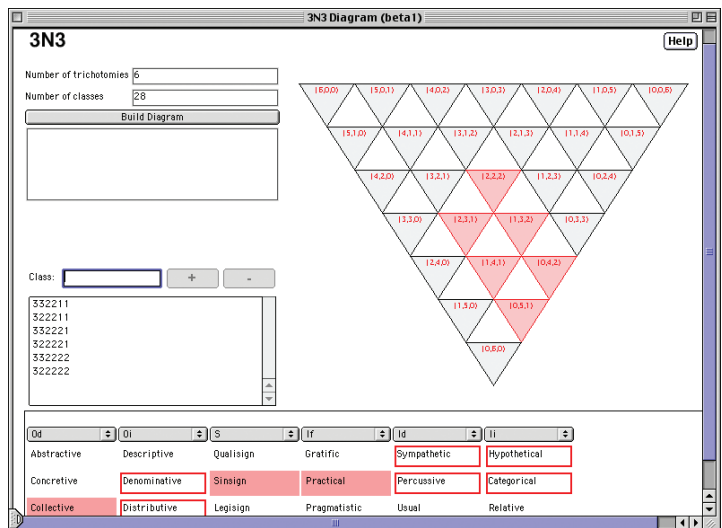 3N3 Diagram (beta1)
3N3
Help
Number of trichotomies 6
Number of classes 28
Build Diagram
(6,0,0) (5,0,1) (4,0,2) (3,0,3) (2,0,4) (1,0,5) (0,0,6)
(5,1,0) (4,1,1) (3,1,2) (2,1,3) (1,1,4) (0,1,5)
(4,2,0) (3,2,1) (2,2,2) (1,2,3) (0,2,4)
(3,3,0) (2,3,1) (1,3,2) (0,3,3)
(2,4,0) (1,4,1) (0,4,2)
(1,5,0) (0,5,1)
(0,6,0)
Class: + -
332211
322211
332221
322221
332222
322222
Od Oi S If Id Ii
Abstractive Descriptive Qualisign Gratific Sympathetic Hypothetical
Concretive Denominative Sinsign Practical Percussive Categorical
Collective Distributive Legisign Pragmatistic Usual Relative